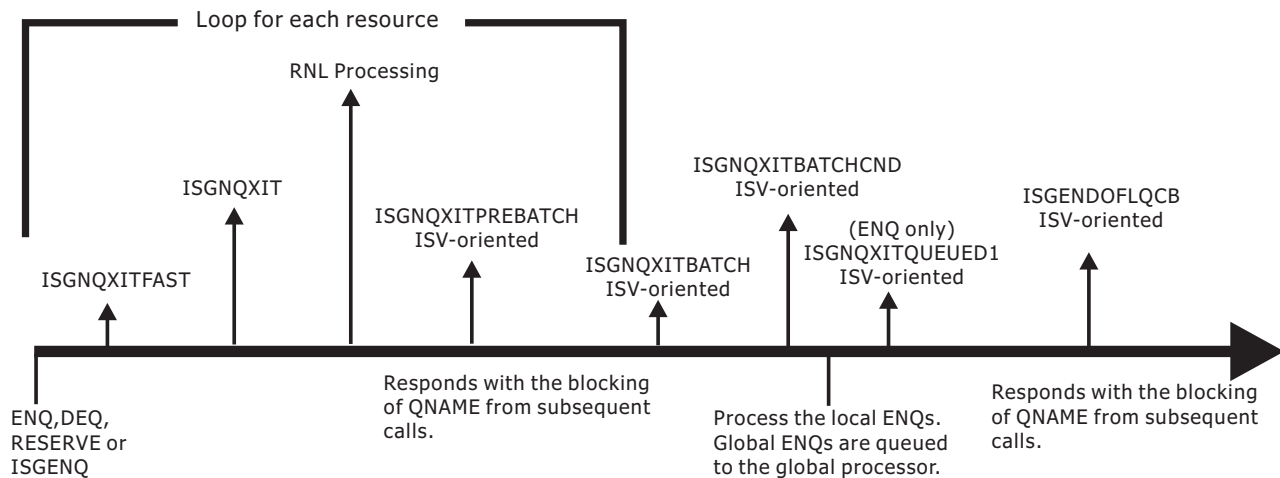 Loop for each resource
RNL Processing
ISGNQXIT
ISGNQXITPREBATCH
ISV-oriented
ISGNQXITFAST
ISGNQXITBATCH
ISV-oriented
ISGNQXITBATCHCND
ISV-oriented
(ENQ only)
ISGNQXITQUEUED1
ISV-oriented
ISGENDOFLQCB
ISV-oriented
ENQ,DEQ,
RESERVE or
ISGENQ
Responds with the blocking
of QNAME from subsequent
calls.
Process the local ENQs.
Global ENQs are queued
to the global processor.
Responds with the blocking
of QNAME from subsequent
calls.